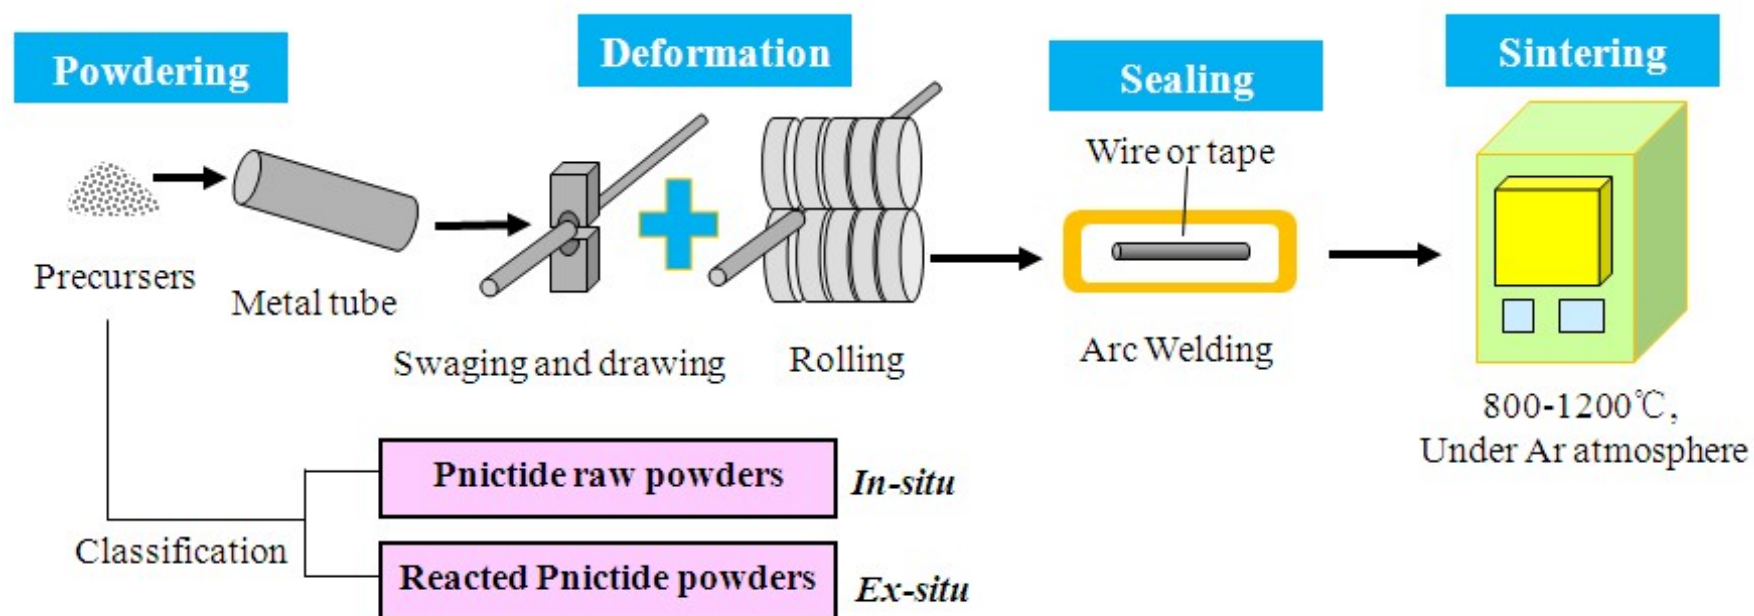 Powdering
Deformation
Sealing
Sintering
Precursers
Metal tube
Swaging and drawing
Rolling
Wire or tape
Arc Welding
800-1200℃,
Under Ar atmosphere
Classification
Pnictide raw powders
In-situ
Reacted Pnictide powders
Ex-situ